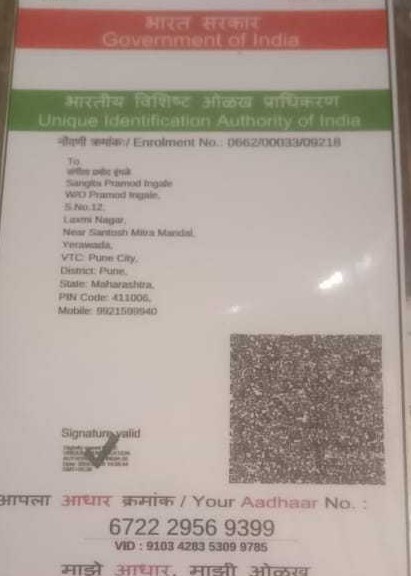 भारत सरकार
Government of India
भारतीय विशिष्ट ओळख प्राधिकरण
Unique Identification Authority of India
नोंदणी क्रमांक:/ Enrolment No.: 0662/00033/09218
To
संगीता प्रमोद इंगळे
Sangita Pramod Ingale
W/O Pramod Ingale,
S.No.12,
Laxmi Nagar,
Near Santosh Mitra Mandal,
Yerawada,
VTC: Pune City,
District: Pune,
State: Maharashtra,
PIN Code: 411006,
Mobile: 9921599940
Signature valid
आपला आधार क्रमांक / Your Aadhaar No. :
6722 2956 9399
VID : 9103 4283 5309 9785
माझे आधार, माझी ओळख